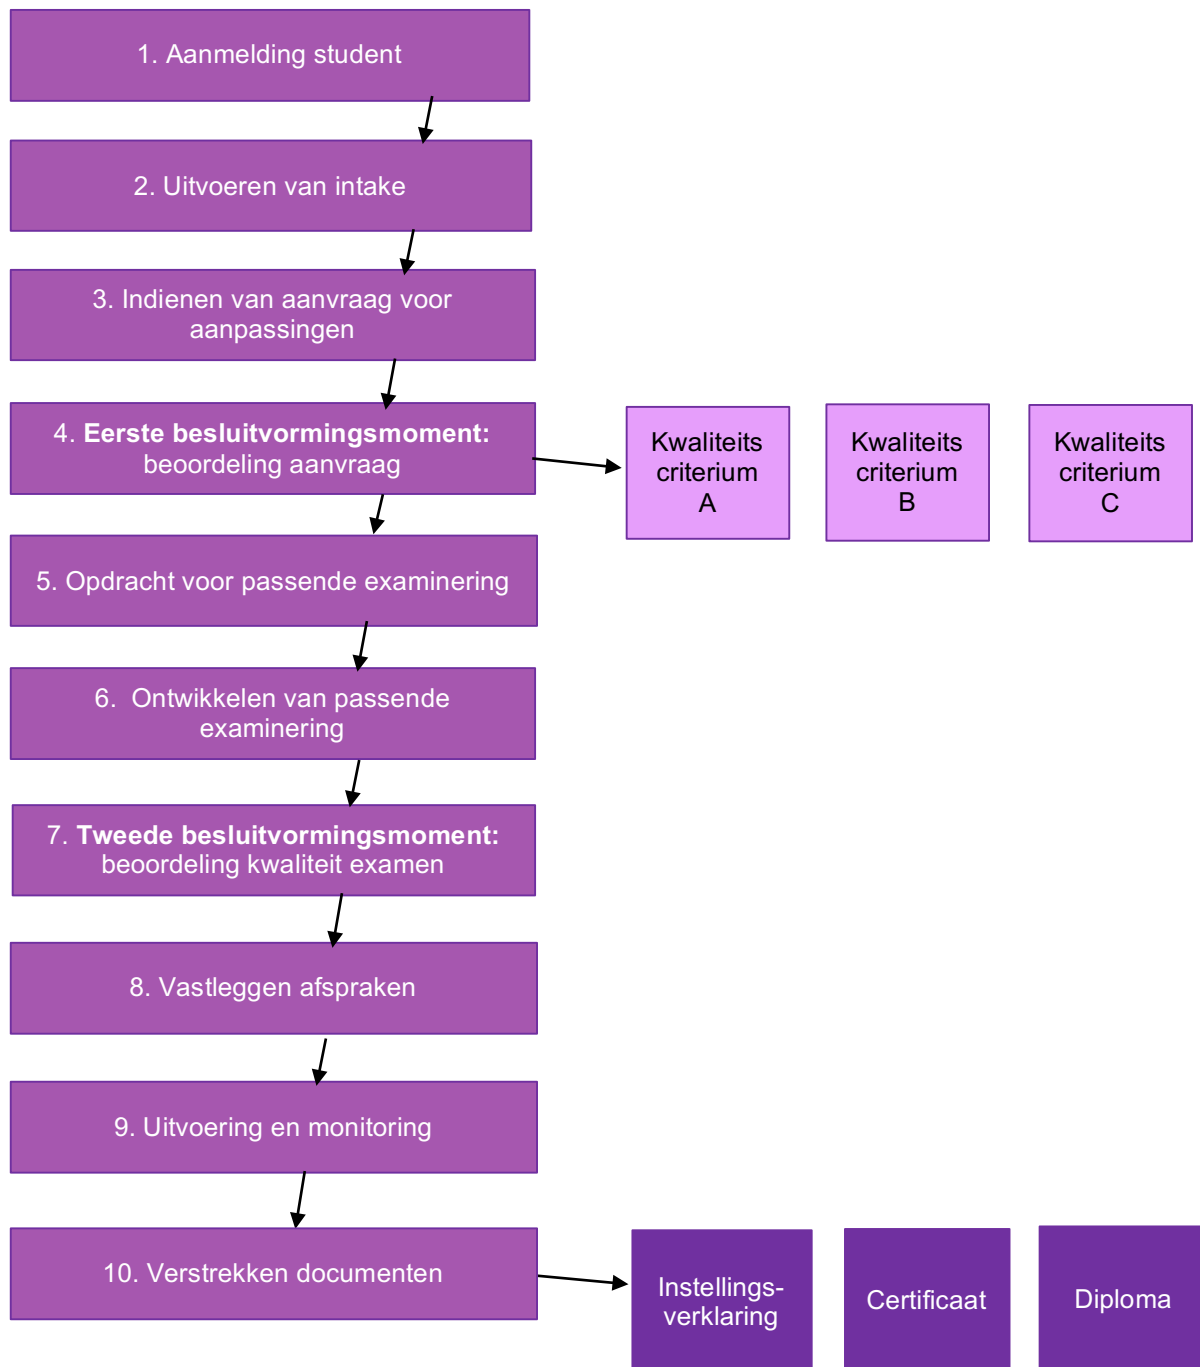 1. Aanmelding student
2. Uitvoeren van intake
3. Indienen van aanvraag voor
aanpassingen
4. Eerste besluitvormingsmoment:
beoordeling aanvraag
Kwaliteits
criterium
A
Kwaliteits
criterium
B
Kwaliteits
criterium
C
5. Opdracht voor passende examinering
6. Ontwikkelen van passende
examinering
7. Tweede besluitvormingsmoment:
beoordeling kwaliteit examen
8. Vastleggen afspraken
9. Uitvoering en monitoring
10. Verstrekken documenten
Instellings-
verklaring
Certificaat
Diploma